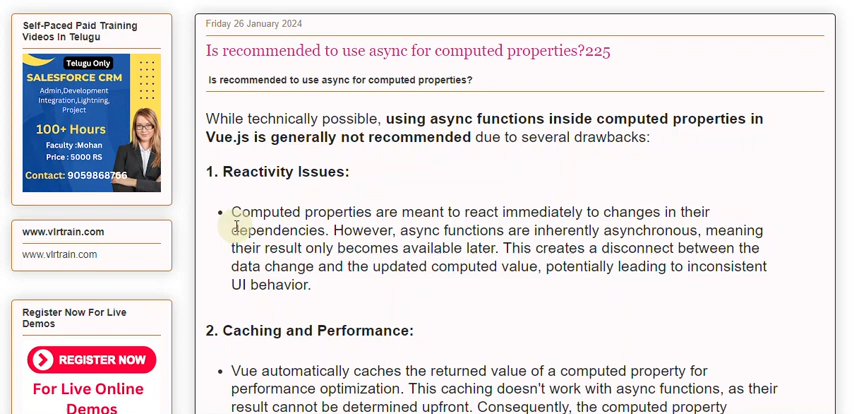 Self-Paced Paid Training
Videos In Telugu
Telugu Only
SALESFORCE CRM
Admin,Development
Integration,Lightning,
Project
100+ Hours
Faculty :Mohan
Price : 5000 RS
Contact: 9059868766
www.vlrtrain.com
www.vlrtrain.com
Register Now For Live
Demos
REGISTER NOW
For Live Online
Demos
Friday 26 January 2024
Is recommended to use async for computed properties?225
Is recommended to use async for computed properties?
While technically possible, using async functions inside computed properties in
Vue.js is generally not recommended due to several drawbacks:
1. Reactivity Issues:
• Computed properties are meant to react immediately to changes in their
dependencies. However, async functions are inherently asynchronous, meaning
their result only becomes available later. This creates a disconnect between the
data change and the updated computed value, potentially leading to inconsistent
UI behavior.
2. Caching and Performance:
• Vue automatically caches the returned value of a computed property for
performance optimization. This caching doesn't work with async functions, as their
result cannot be determined upfront. Consequently, the computed property